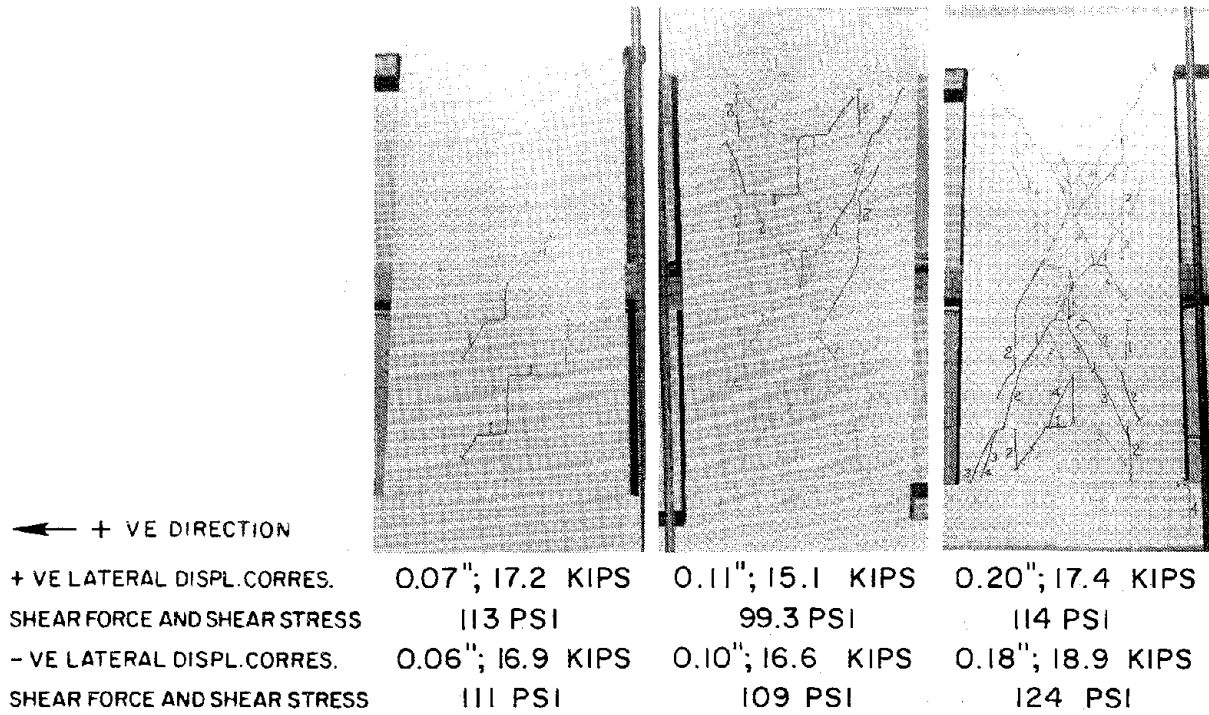 ← + VE DIRECTION
+ VE LATERAL DISPL. CORRES. 0.07"; 17.2 KIPS 0.11"; 15.1 KIPS 0.20"; 17.4 KIPS
SHEAR FORCE AND SHEAR STRESS 113 PSI 99.3 PSI 114 PSI
- VE LATERAL DISPL. CORRES. 0.06"; 16.9 KIPS 0.10"; 16.6 KIPS 0.18"; 18.9 KIPS
SHEAR FORCE AND SHEAR STRESS 111 PSI 109 PSI 124 PSI